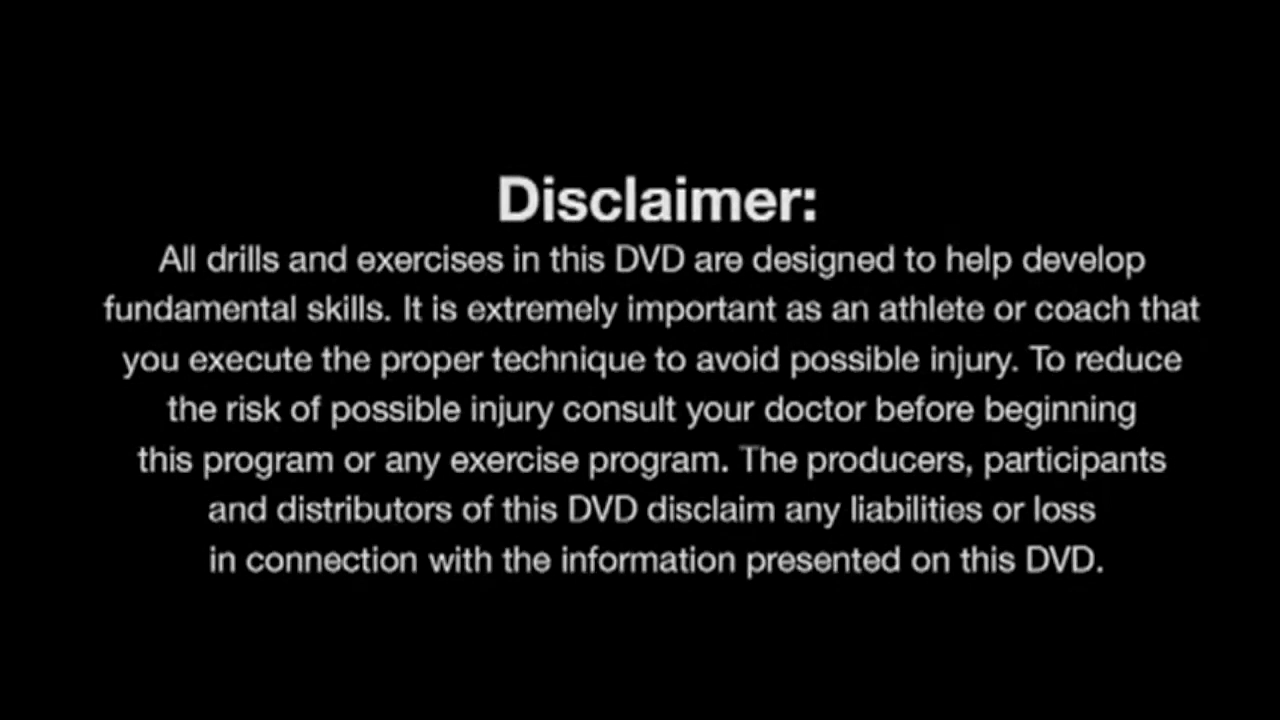 Disclaimer:
All drills and exercises in this DVD are designed to help develop
fundamental skills. It is extremely important as an athlete or coach that
you execute the proper technique to avoid possible injury. To reduce
the risk of possible injury consult your doctor before beginning
this program or any exercise program. The producers, participants
and distributors of this DVD disclaim any liabilities or loss
in connection with the information presented on this DVD.